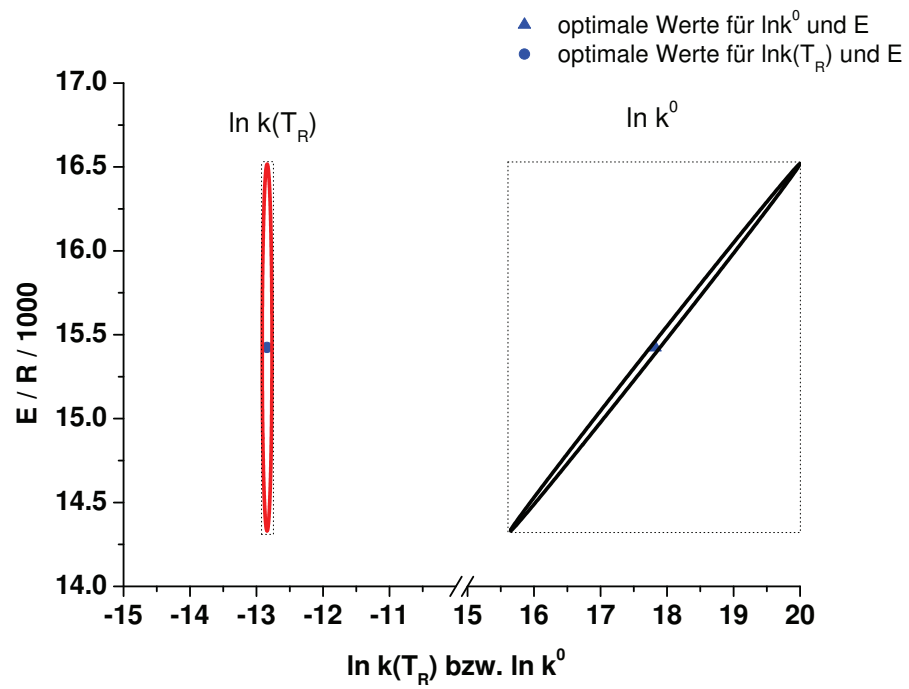 optimale Werte für lnk⁰ und E
optimale Werte für lnk(T_R) und E
ln k(T_R)
ln k⁰
17.0
16.5
16.0
15.5
15.0
14.5
14.0
E / R / 1000
-15 -14 -13 -12 -11 15 16 17 18 19 20
ln k(T_R) bzw. ln k⁰